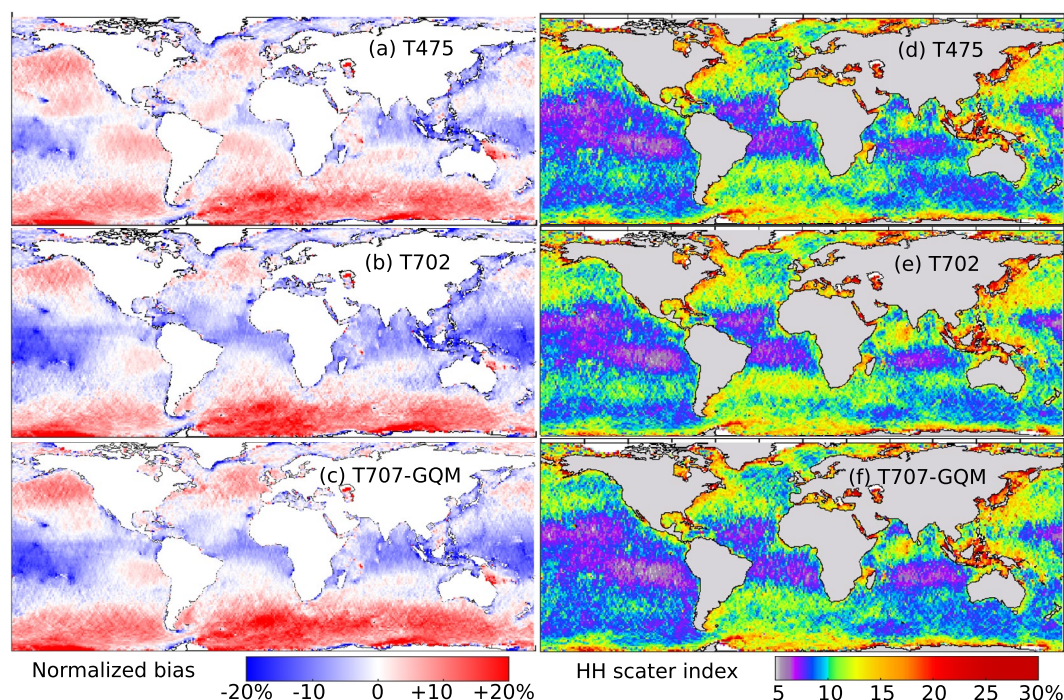 (a) T475
(d) T475
(b) T702
(e) T702
(c) T707-GQM
(f) T707-GQM
Normalized bias
-20% -10 0 +10 +20%
HH scater index
5 10 15 20 25 30%